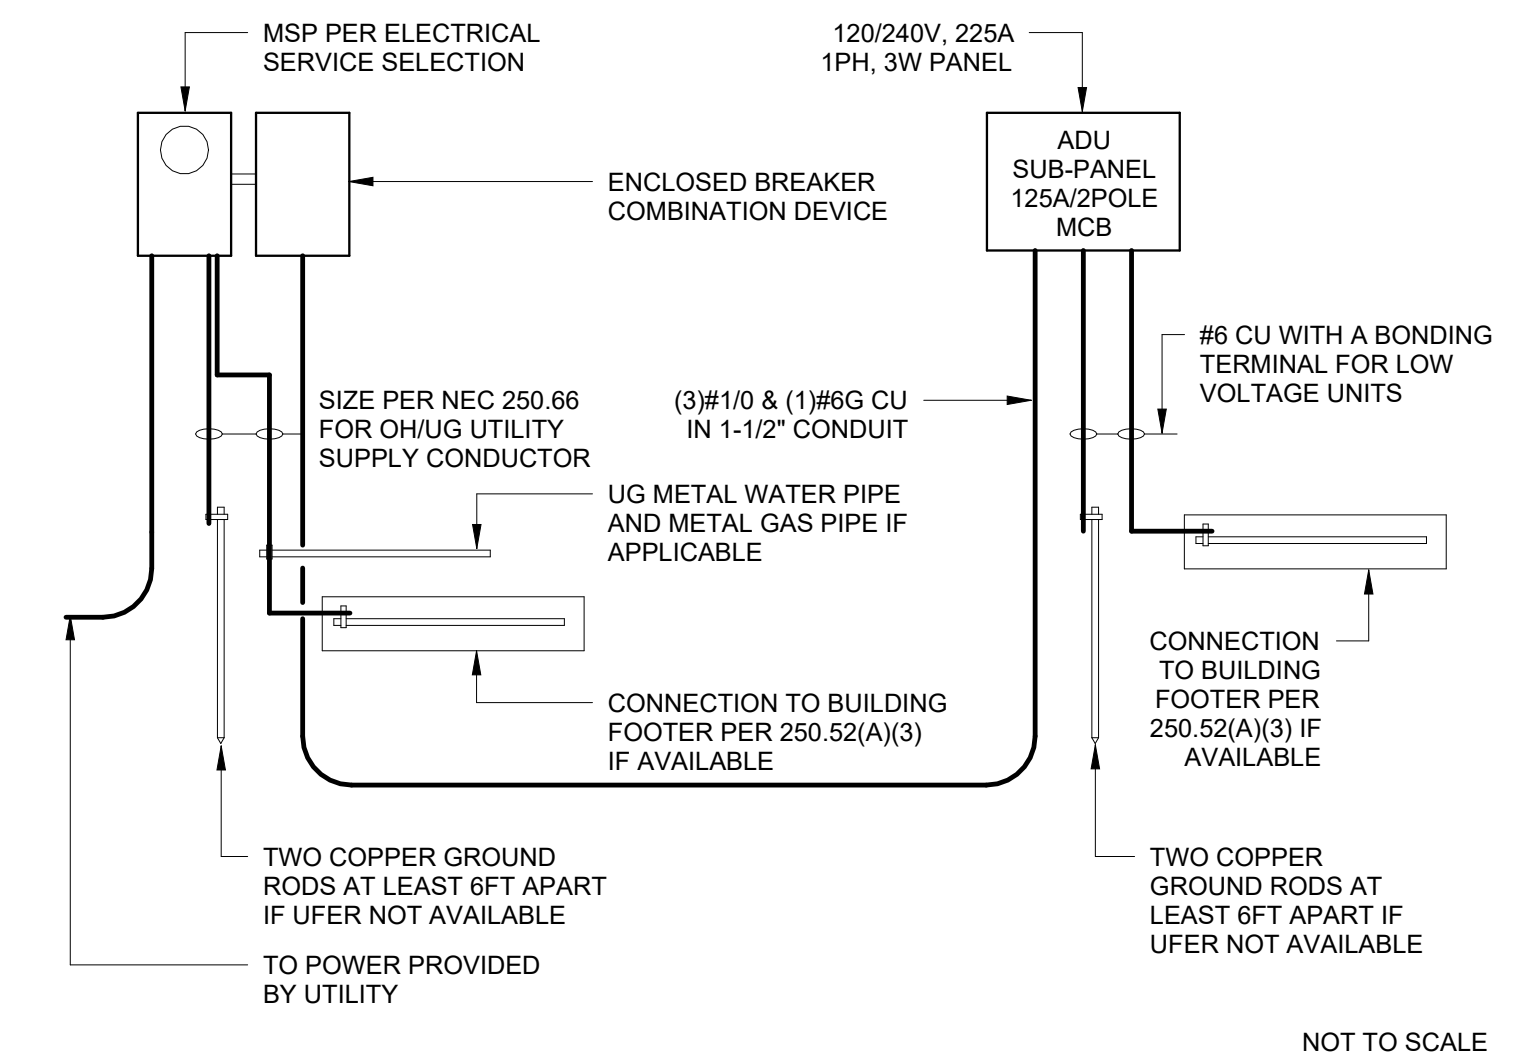 MSP PER ELECTRICAL
SERVICE SELECTION
120/240V, 225A
1PH, 3W PANEL
ADU
SUB-PANEL
125A/2POLE
MCB
ENCLOSED BREAKER
COMBINATION DEVICE
#6 CU WITH A BONDING
TERMINAL FOR LOW
VOLTAGE UNITS
SIZE PER NEC 250.66
FOR OH/UG UTILITY
SUPPLY CONDUCTOR
(3)#1/0 & (1)#6G CU
IN 1-1/2" CONDUIT
UG METAL WATER PIPE
AND METAL GAS PIPE IF
APPLICABLE
CONNECTION TO BUILDING
FOOTER PER 250.52(A)(3)
IF AVAILABLE
CONNECTION
TO BUILDING
FOOTER PER
250.52(A)(3) IF
AVAILABLE
TWO COPPER GROUND
RODS AT LEAST 6FT APART
IF UFER NOT AVAILABLE
TWO COPPER
GROUND RODS AT
LEAST 6FT APART IF
UFER NOT AVAILABLE
TO POWER PROVIDED
BY UTILITY
NOT TO SCALE